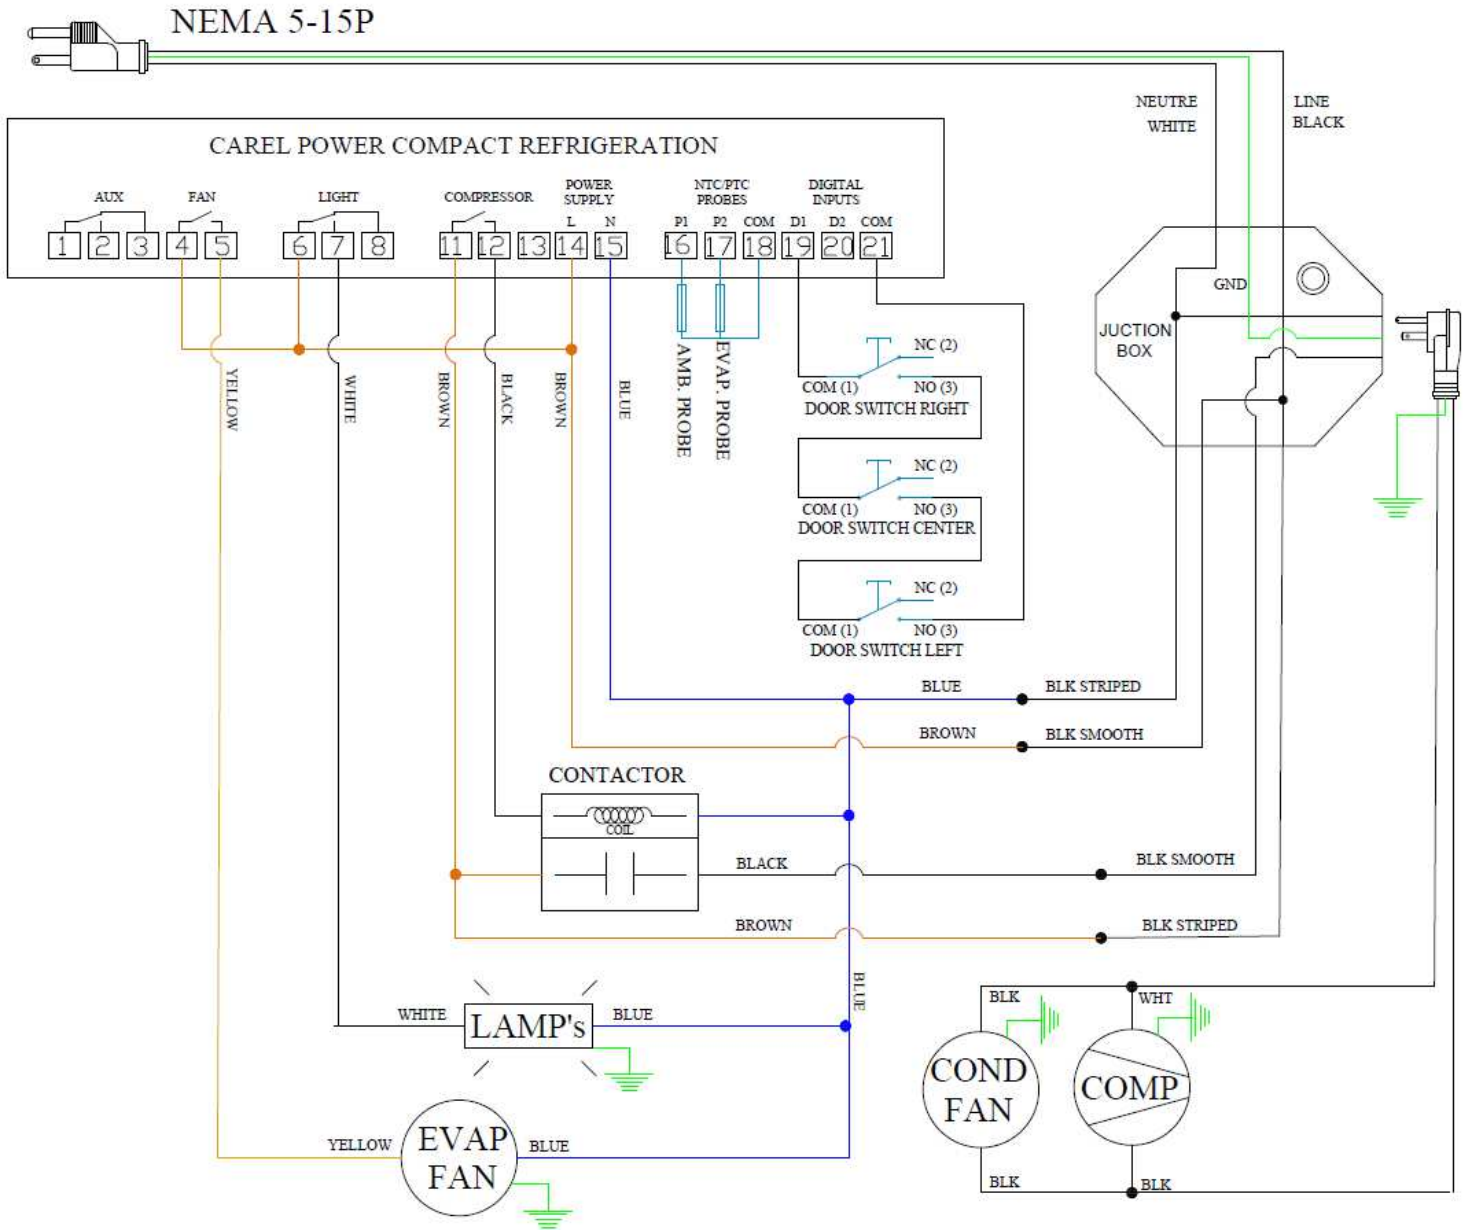 NEMA 5-15P
NEUTRE
WHITE
LINE
BLACK
CAREL POWER COMPACT REFRIGERATION
AUX
FAN
LIGHT
COMPRESSOR
POWER
SUPPLY
L N
NTC/PTC
PROBES
P1 P2 COM
DIGITAL
INPUTS
D1 D2 COM
1 2 3 4 5 6 7 8 11 12 13 14 15 16 17 18 19 20 21
GND
JUCTION
BOX
YELLOW
WHITE
BROWN
BLACK
BROWN
BLUE
AMB. PROBE
EVAP. PROBE
NC (2)
COM (1) NO (3)
DOOR SWITCH RIGHT
NC (2)
COM (1) NO (3)
DOOR SWITCH CENTER
NC (2)
COM (1) NO (3)
DOOR SWITCH LEFT
BLUE BLK STRIPED
BROWN BLK SMOOTH
CONTACTOR
COIL
BLACK BLK SMOOTH
BROWN BLK STRIPED
BLUE
WHITE LAMP's BLUE
YELLOW EVAP
FAN BLUE
BLK WHT
COND
FAN
COMP
BLK BLK